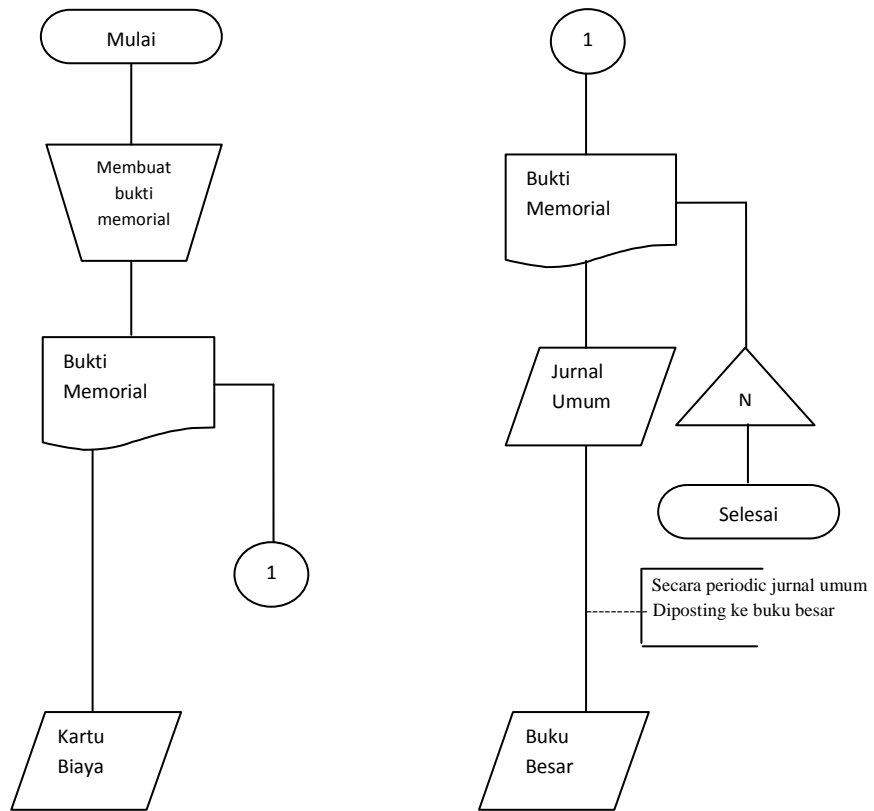 Mulai
Membuat
bukti
memorial
Bukti
Memorial
1
Kartu
Biaya
1
Bukti
Memorial
Jurnal
Umum
N
Selesai
Secara periodic jurnal umum
Diposting ke buku besar
Buku
Besar